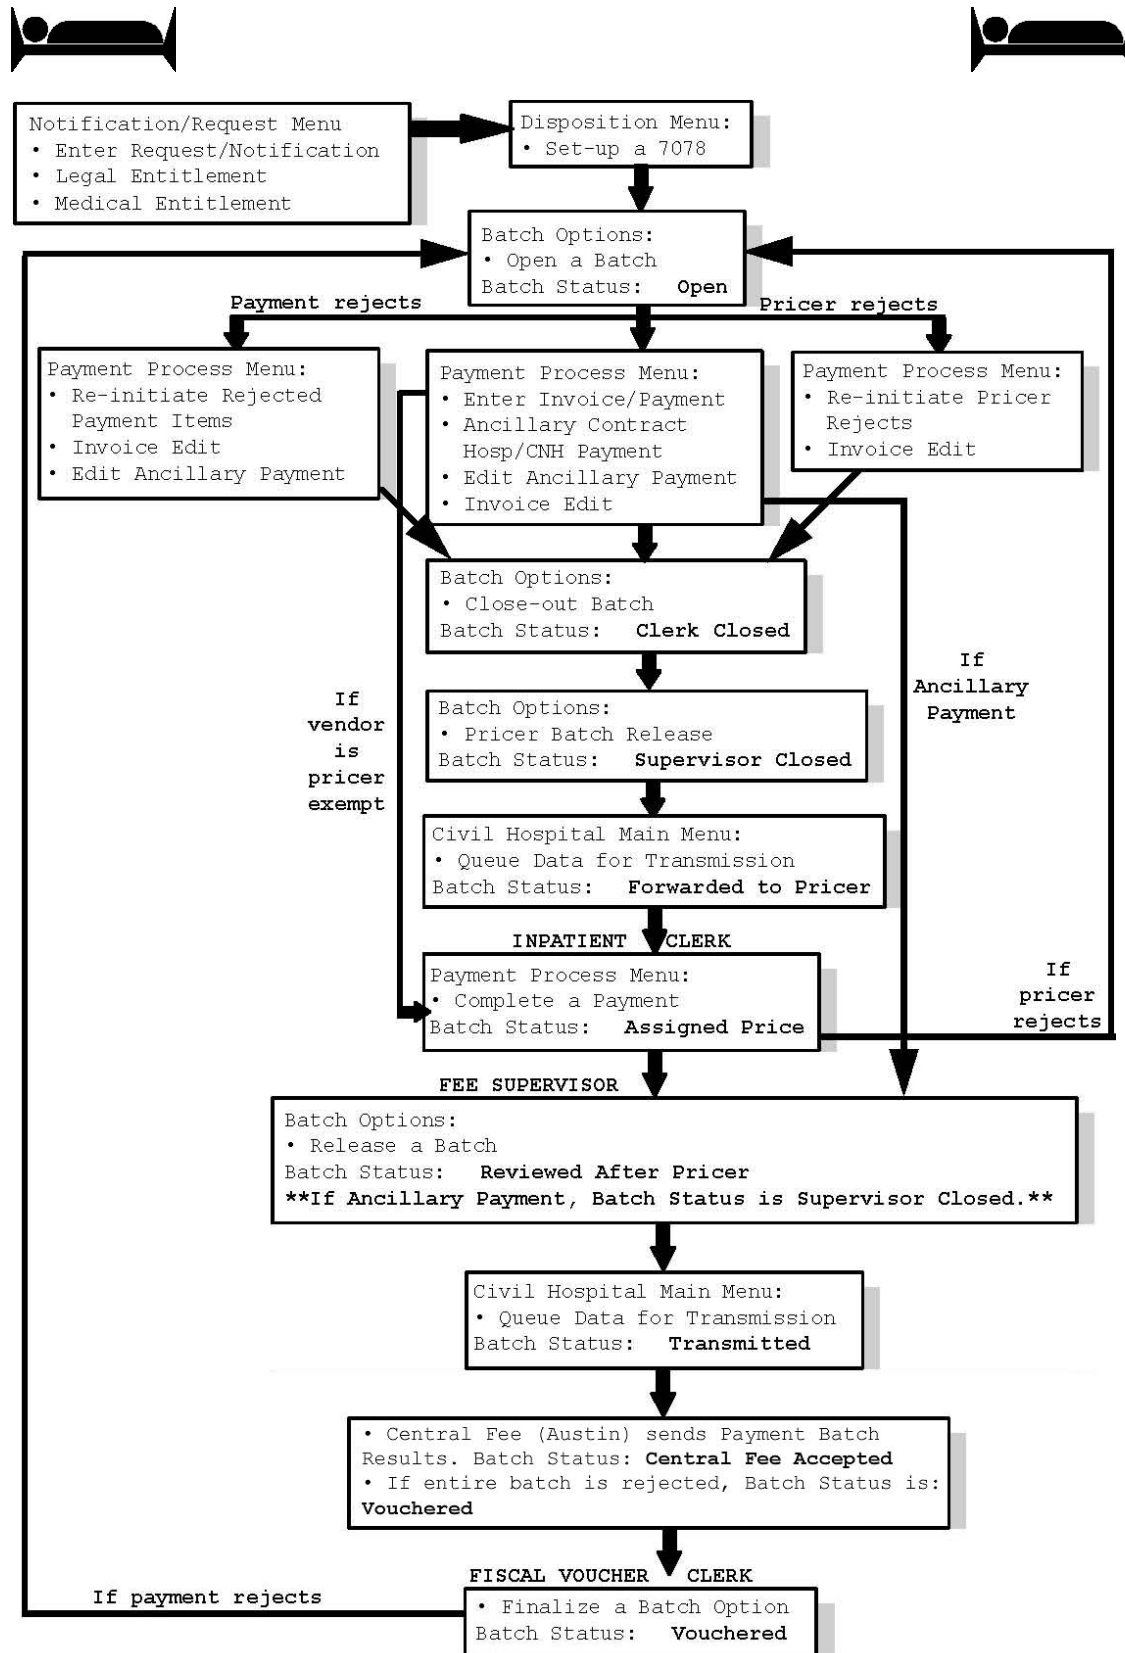 Notification/Request Menu
• Enter Request/Notification
• Legal Entitlement
• Medical Entitlement
Disposition Menu:
• Set-up a 7078
Batch Options:
• Open a Batch
Batch Status: Open
Payment rejects
Pricer rejects
Payment Process Menu:
• Re-initiate Rejected
Payment Items
• Invoice Edit
• Edit Ancillary Payment
Payment Process Menu:
• Enter Invoice/Payment
• Ancillary Contract
Hosp/CNH Payment
• Edit Ancillary Payment
• Invoice Edit
Payment Process Menu:
• Re-initiate Pricer
Rejects
• Invoice Edit
Batch Options:
• Close-out Batch
Batch Status: Clerk Closed
If
Ancillary
Payment
If
vendor
is
pricer
exempt
Batch Options:
• Pricer Batch Release
Batch Status: Supervisor Closed
Civil Hospital Main Menu:
• Queue Data for Transmission
Batch Status: Forwarded to Pricer
INPATIENT CLERK
Payment Process Menu:
• Complete a Payment
Batch Status: Assigned Price
If
pricer
rejects
FEE SUPERVISOR
Batch Options:
• Release a Batch
Batch Status: Reviewed After Pricer
**If Ancillary Payment, Batch Status is Supervisor Closed.**
Civil Hospital Main Menu:
• Queue Data for Transmission
Batch Status: Transmitted
• Central Fee (Austin) sends Payment Batch
Results. Batch Status: Central Fee Accepted
• If entire batch is rejected, Batch Status is:
Vouchered
FISCAL VOUCHER CLERK
If payment rejects
• Finalize a Batch Option
Batch Status: Vouchered